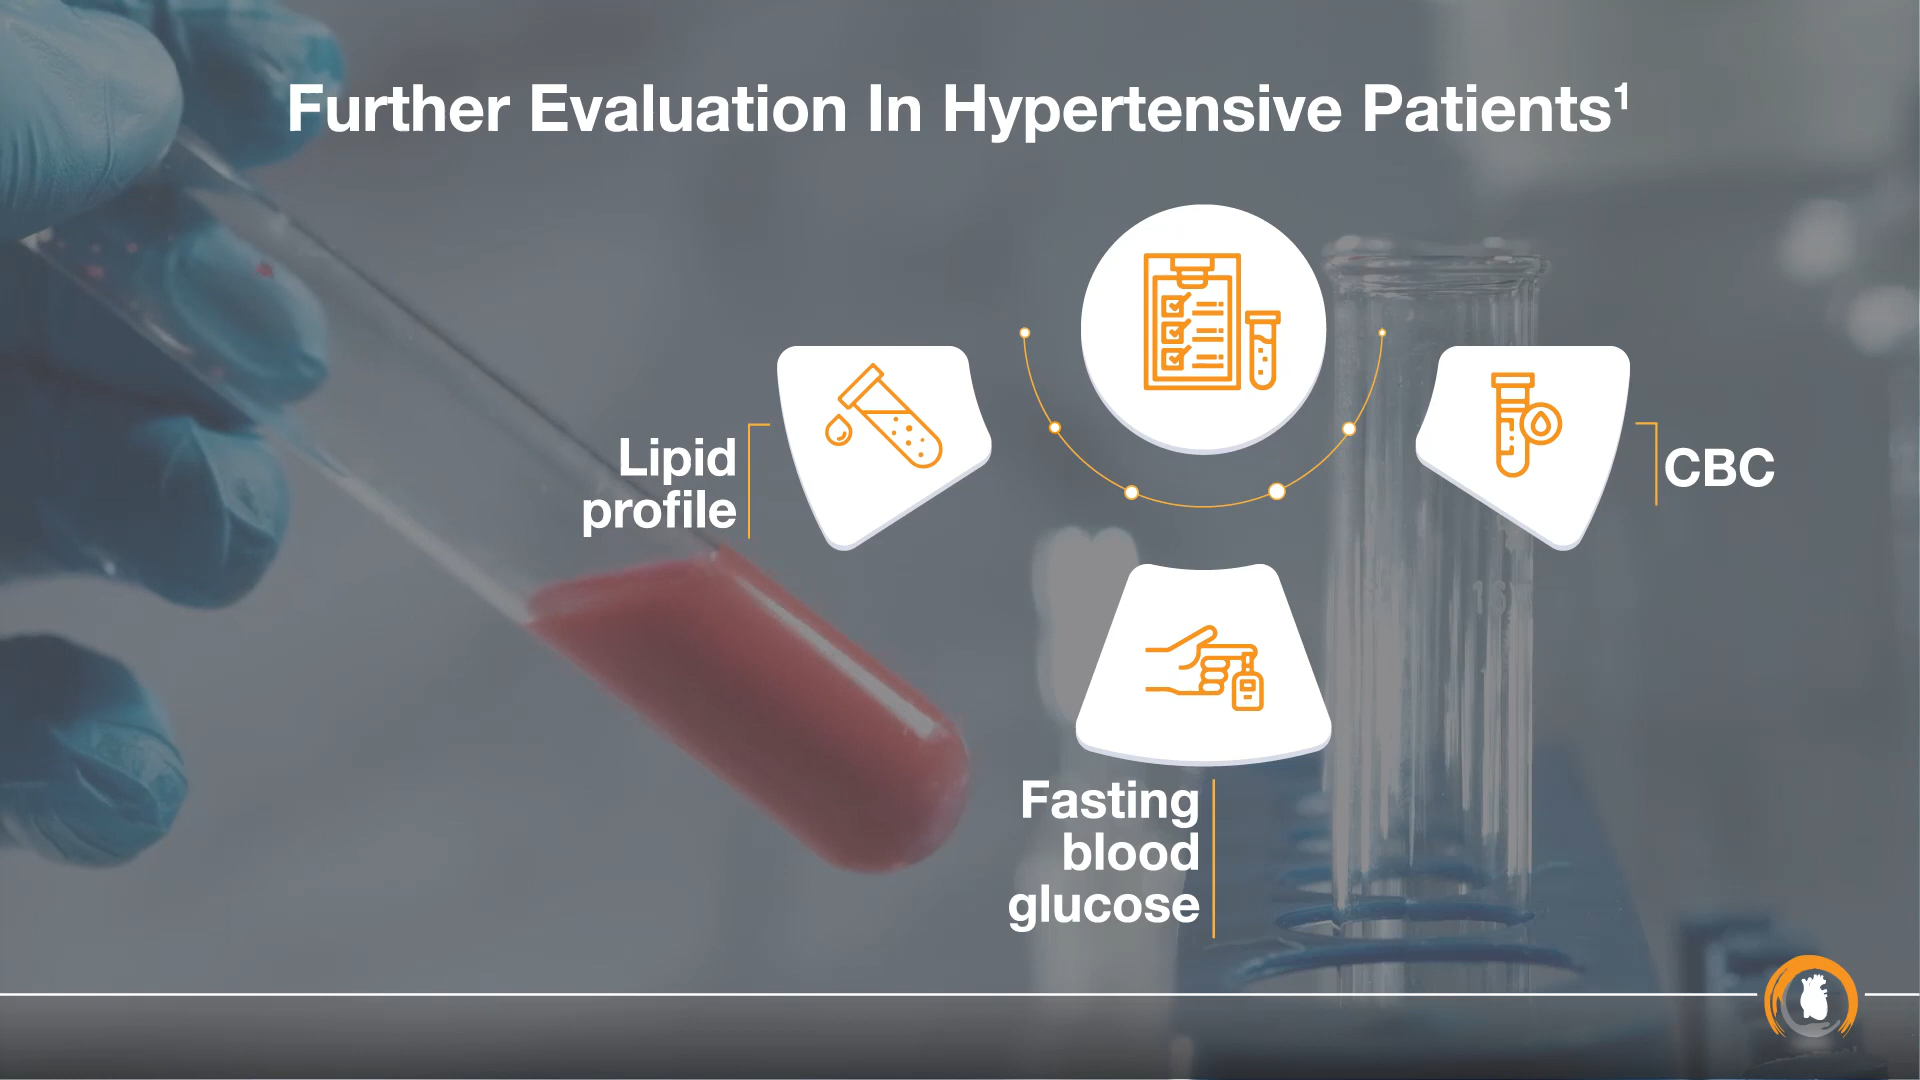 Further Evaluation In Hypertensive Patients¹
Lipid
profile
CBC
Fasting
blood
glucose